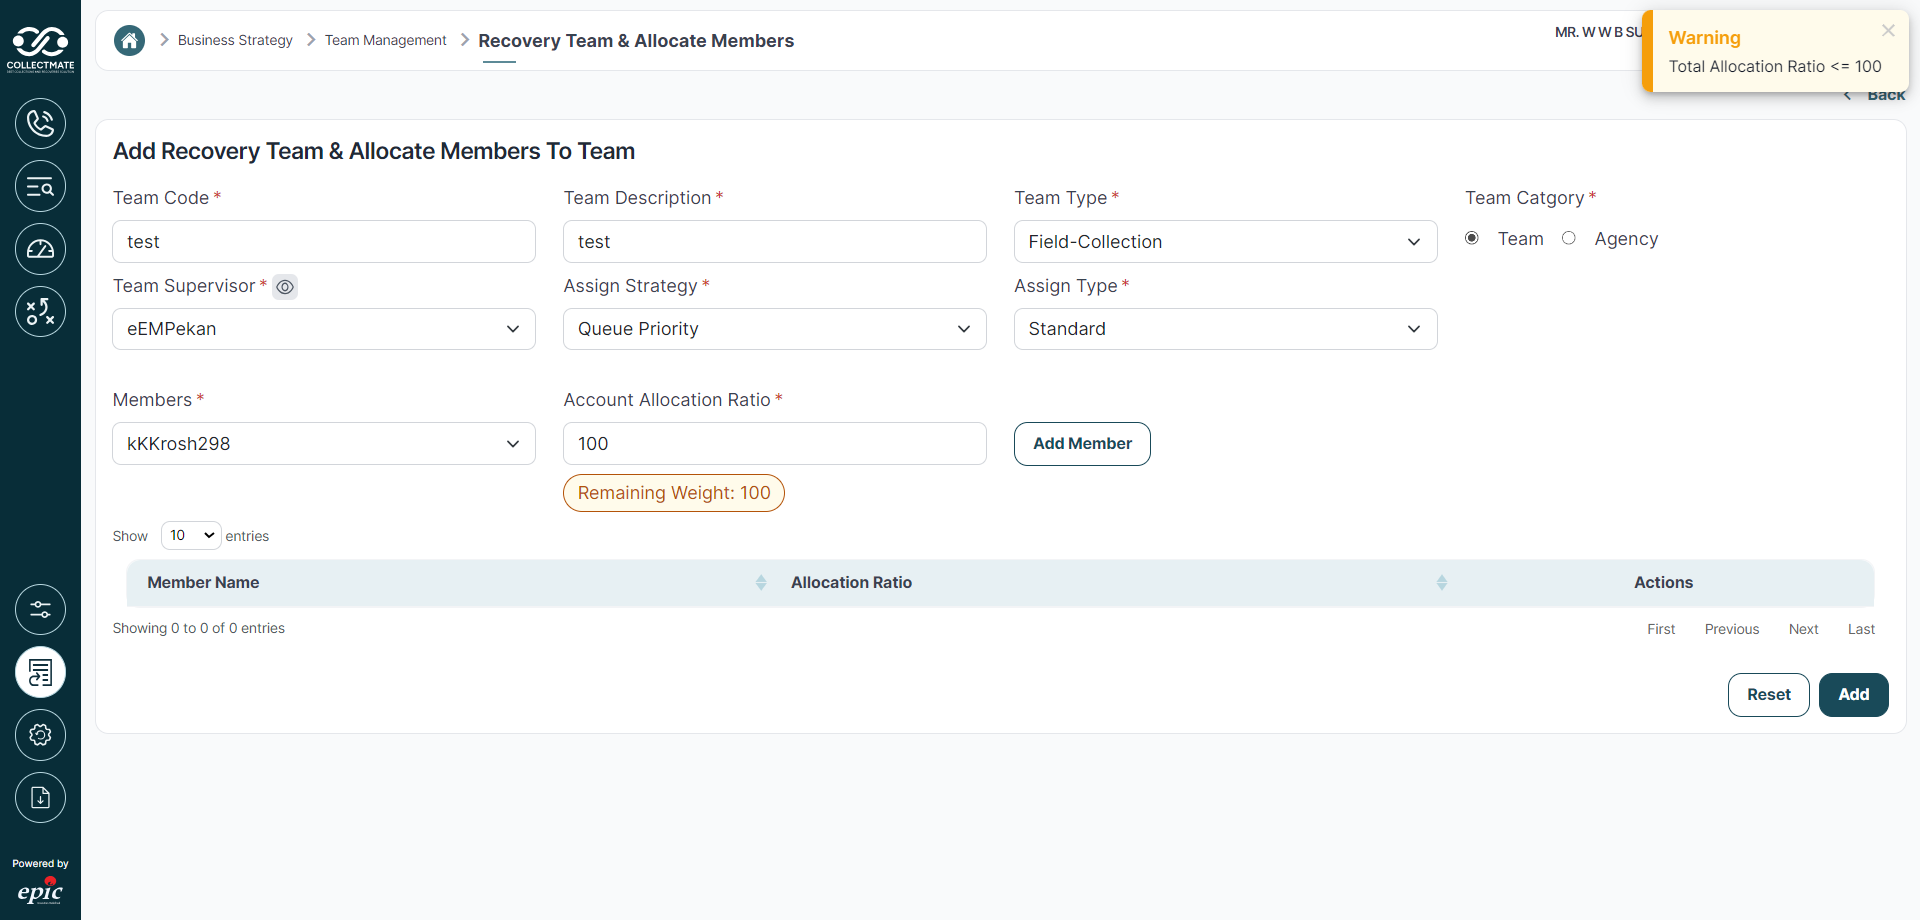 COLLECTMATE
Business Strategy
Team Management
Recovery Team & Allocate Members
MR. W W B SU
Warning
Total Allocation Ratio <= 100
Back
Add Recovery Team & Allocate Members To Team
Team Code *
Team Description *
Team Type *
Team Catgory *
test
test
Field-Collection
Team
Agency
Team Supervisor *
Assign Strategy *
Assign Type *
eEMPekan
Queue Priority
Standard
Members *
Account Allocation Ratio *
kKKrosh298
100
Add Member
Remaining Weight: 100
Show 10 entries
Member Name
Allocation Ratio
Actions
Showing 0 to 0 of 0 entries
First
Previous
Next
Last
Reset
Add
Powered by
epic